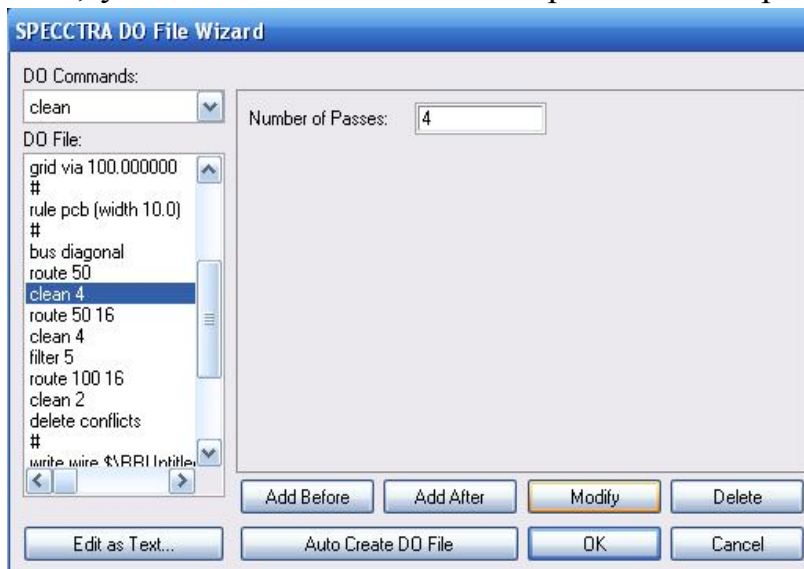 SPECCTRA DO File Wizard
DO Commands:
clean
DO File:
grid via 100.000000
#
rule pcb (width 10.0)
#
bus diagonal
route 50
clean 4
route 50 16
clean 4
filter 5
route 100 16
clean 2
delete conflicts
#
write wire
Number of Passes: 4
Add Before Add After Modify Delete
Edit as Text... Auto Create DO File OK Cancel